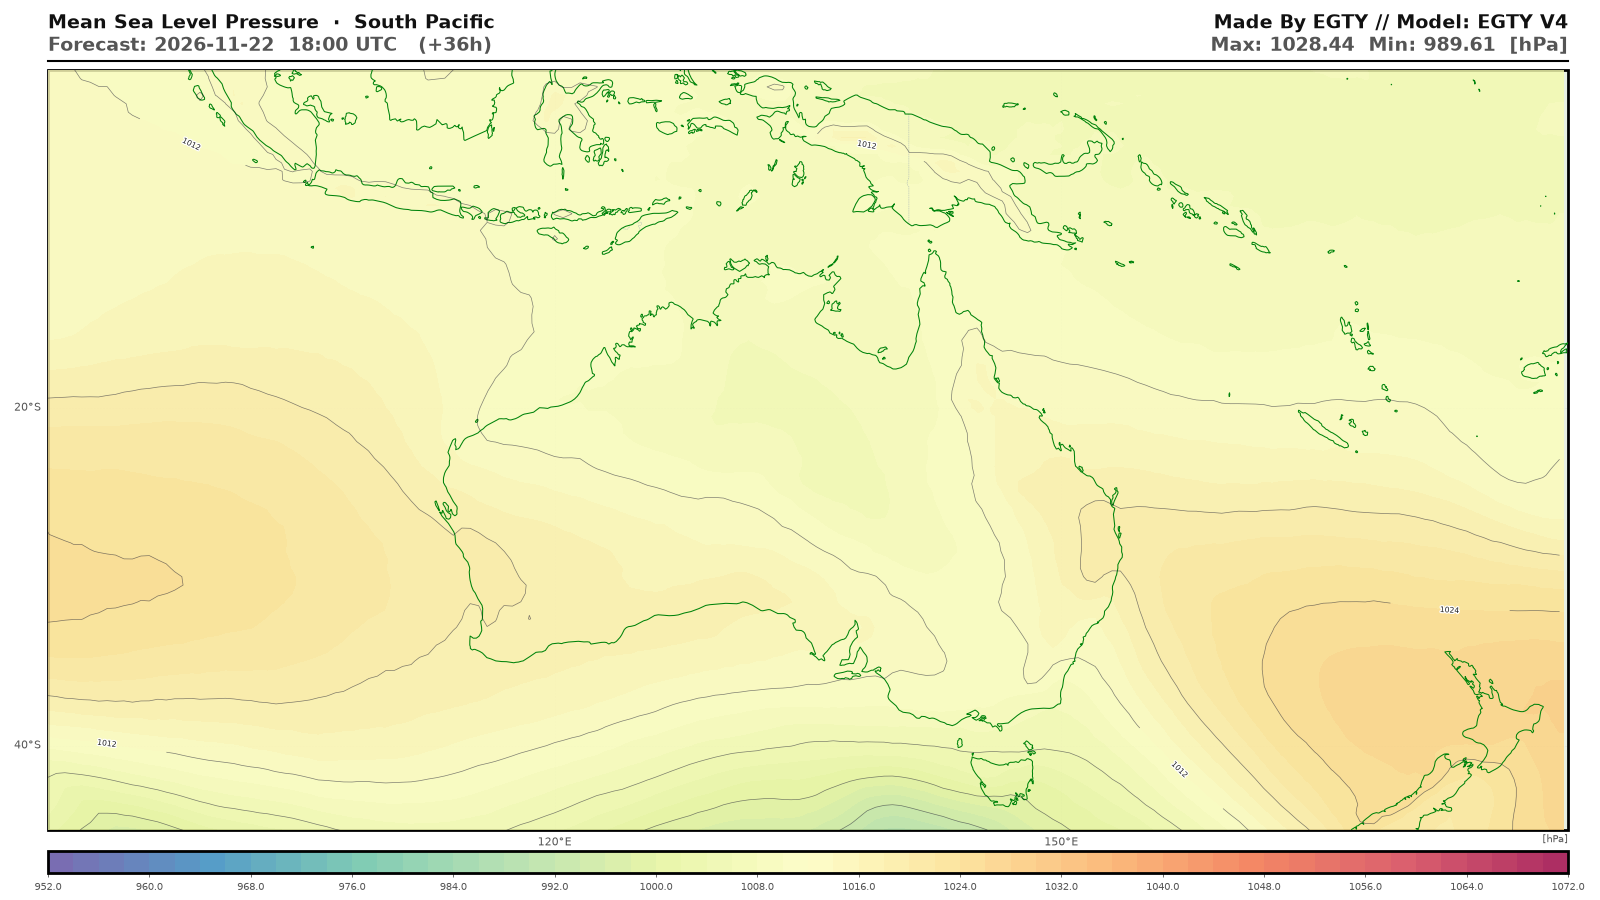 Mean Sea Level Pressure · South Pacific
Made By EGTY // Model: EGTY V4
Forecast: 2026-11-22 18:00 UTC (+36h)
Max: 1028.44 Min: 989.61 [hPa]
1012
1012
20°S
1024
40°S
1012
1012
120°E
150°E
[hPa]
952.0 960.0 968.0 976.0 984.0 992.0 1000.0 1008.0 1016.0 1024.0 1032.0 1040.0 1048.0 1056.0 1064.0 1072.0